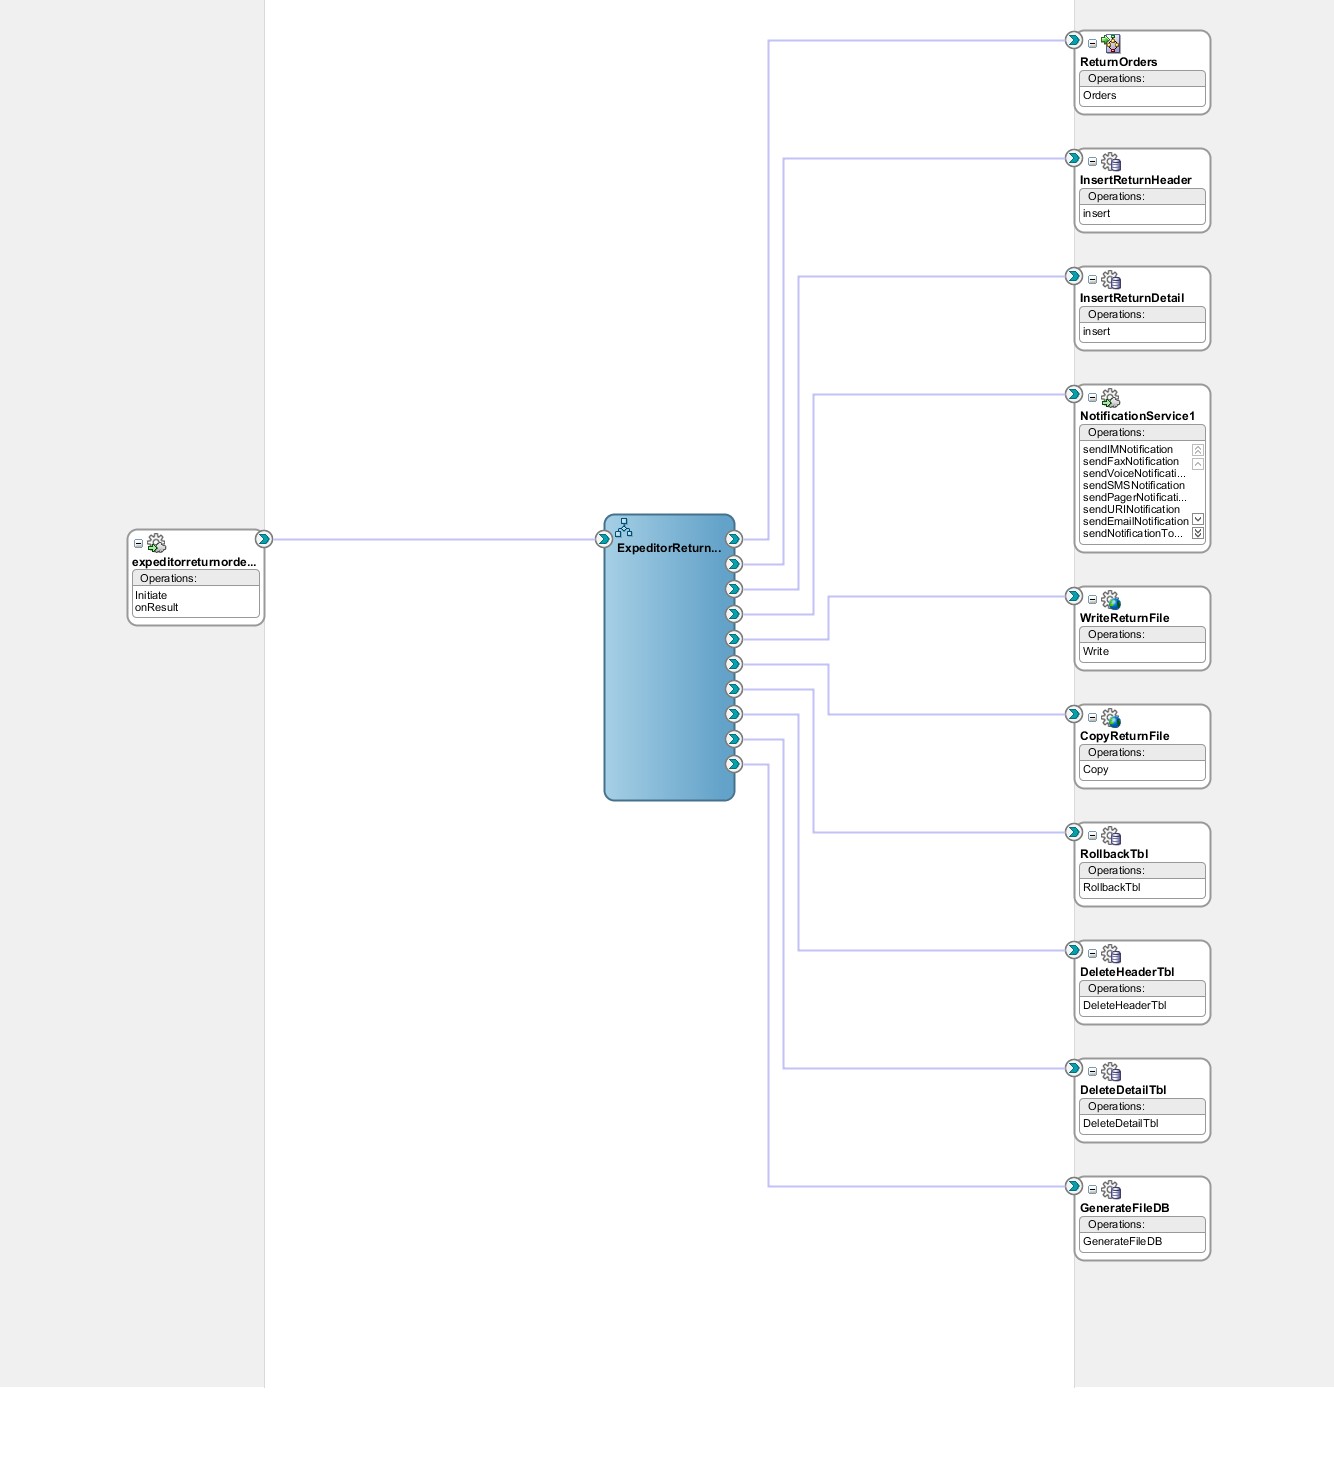 expeditorreturnorde...
Operations:
Initiate
onResult
ExpeditorReturn...
ReturnOrders
Operations:
Orders
InsertReturnHeader
Operations:
insert
InsertReturnDetail
Operations:
insert
NotificationService1
Operations:
sendIMNotification
sendFaxNotification
sendVoiceNotificati...
sendSMSNotification
sendPagerNotificati...
sendURINotification
sendEmailNotification
sendNotificationTo...
WriteReturnFile
Operations:
Write
CopyReturnFile
Operations:
Copy
RollbackTbl
Operations:
RollbackTbl
DeleteHeaderTbl
Operations:
DeleteHeaderTbl
DeleteDetailTbl
Operations:
DeleteDetailTbl
GenerateFileDB
Operations:
GenerateFileDB